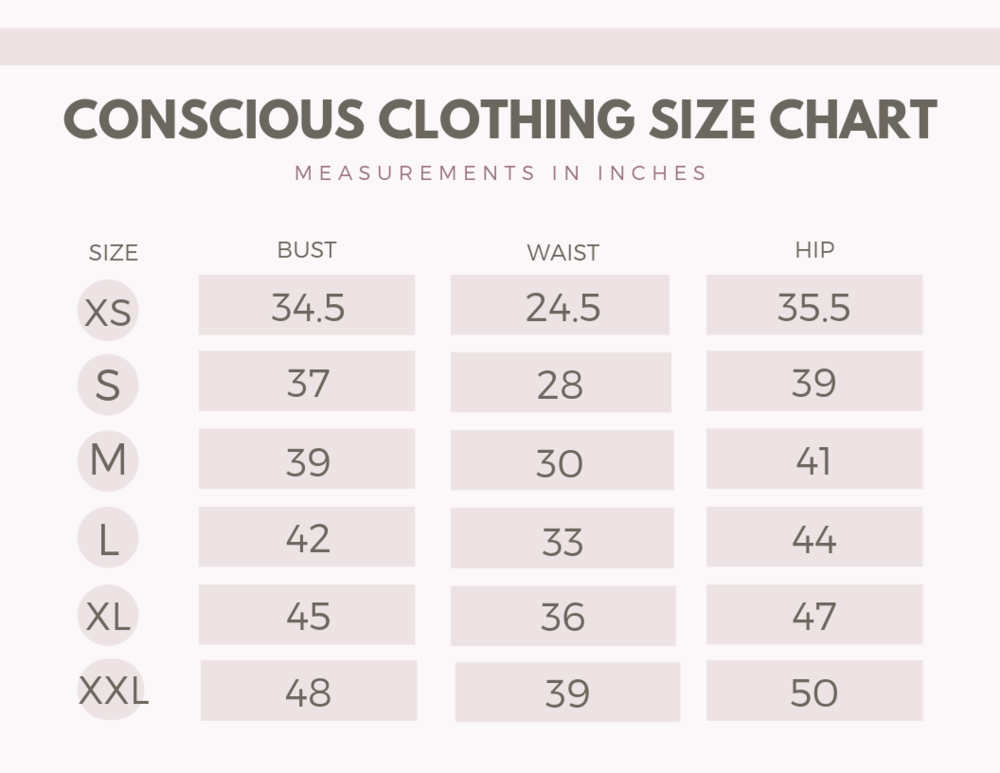 CONSCIOUS CLOTHING SIZE CHART
MEASUREMENTS IN INCHES
SIZE BUST WAIST HIP
XS 34.5 24.5 35.5
S 37 28 39
M 39 30 41
L 42 33 44
XL 45 36 47
XXL 48 39 50